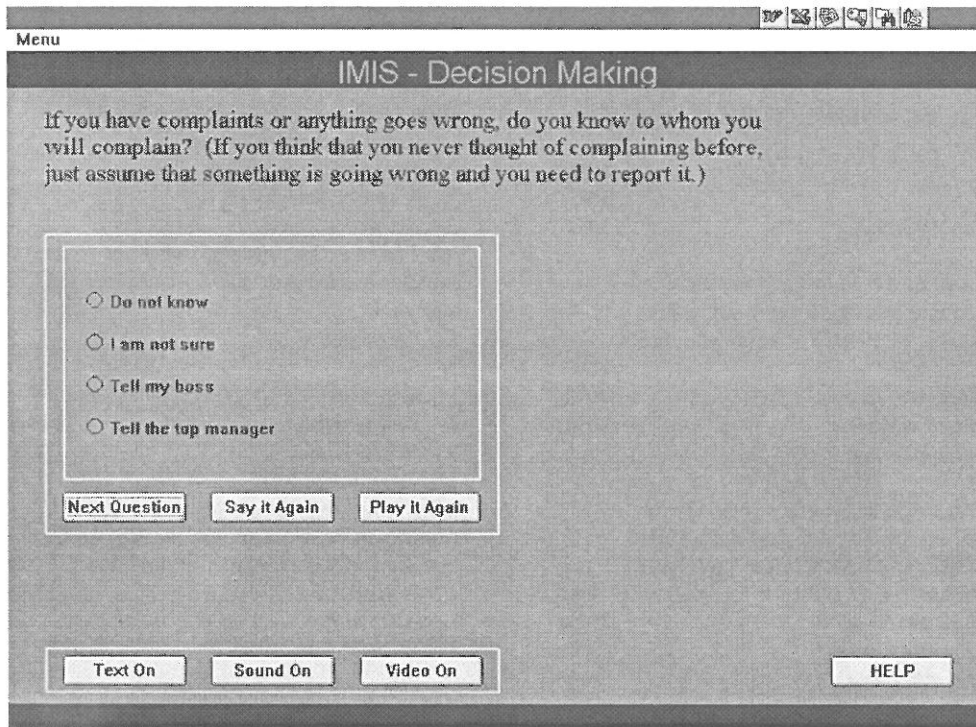 Menu
IMIS - Decision Making
If you have complaints or anything goes wrong, do you know to whom you
will complain? (If you think that you never thought of complaining before,
just assume that something is going wrong and you need to report it.)
Do not know
I am not sure
Tell my boss
Tell the top manager
Next Question Say it Again Play it Again
Text On Sound On Video On HELP